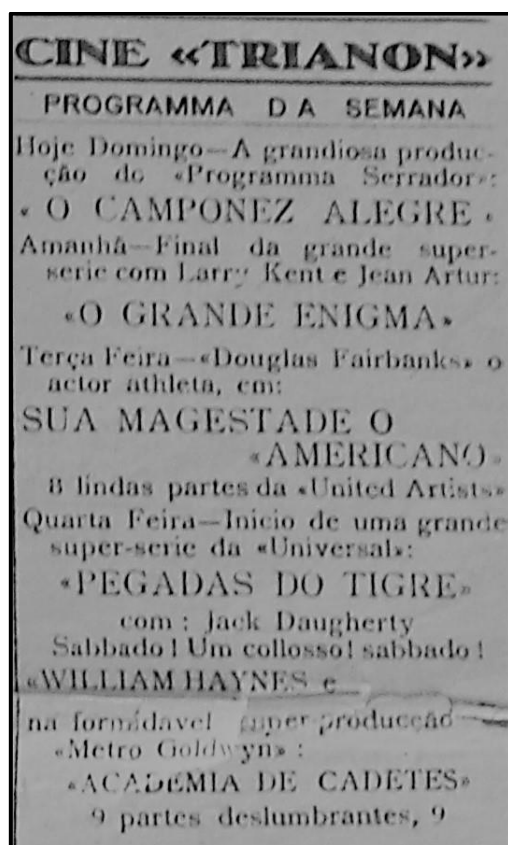 CINE «TRIANON»
PROGRAMMA DA SEMANA
Hoje Domingo—A grandiosa produc-
ção do «Programma Serrador»:
« O CAMPONEZ ALEGRE »
Amanhã—Final da grande super-
serie com Larry Kent e Jean Artur:
«O GRANDE ENIGMA»
Terça Feira—«Douglas Fairbanks» o
actor athleta, em:
SUA MAGESTADE O
«AMERICANO»
8 lindas partes da «United Artists»
Quarta Feira—Inicio de uma grande
super-serie da «Universal»:
«PEGADAS DO TIGRE»
com : Jack Daugherty
Sabbado ! Um collosso! sabbado !
«WILLIAM HAYNES e
na formidavel super-producção
«Metro Goldwyn» :
«ACADEMIA DE CADETES»
9 partes deslumbrantes, 9